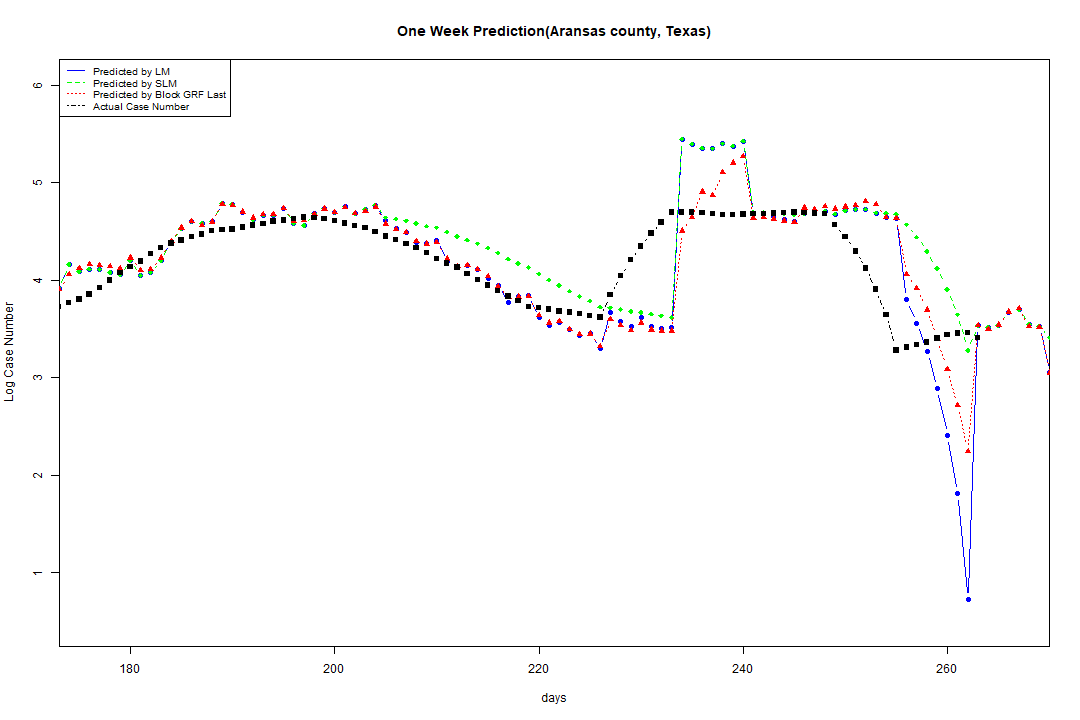 One Week Prediction(Aransas county, Texas)
Predicted by LM
Predicted by SLM
Predicted by Block GRF Last
Actual Case Number
6
5
4
3
2
1
Log Case Number
180 200 220 240 260
days